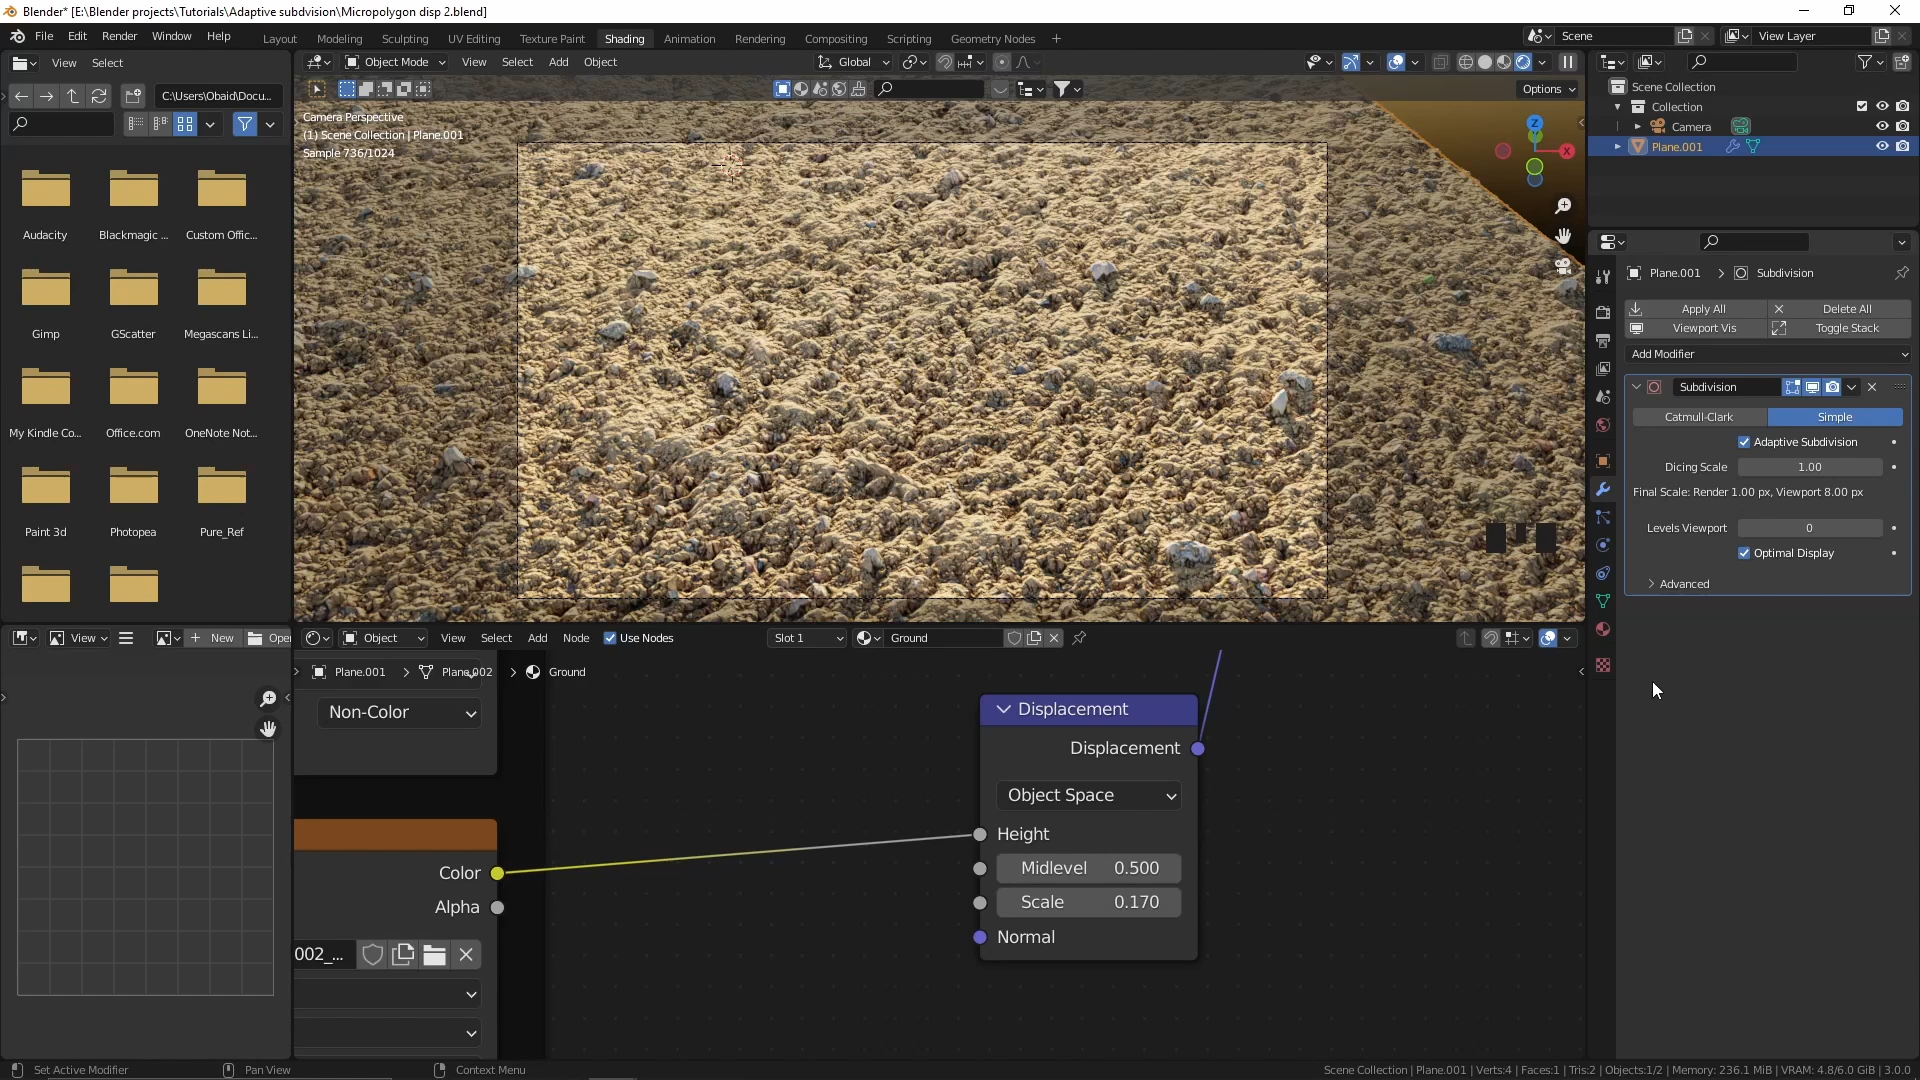 Blender* [E:\Blender projects\Tutorials\Adaptive subdvision\Micropolygon disp 2.blend]
File Edit Render Window Help
Layout Modeling Sculpting UV Editing Texture Paint Shading Animation Rendering Compositing Scripting Geometry Nodes +
Scene
View Layer
View Select
Object Mode View Select Add Object
Global
C:\Users\Obaid\Docu...
Options
Camera Perspective
(1) Scene Collection | Plane.001
Sample 736/1024
Z
X
Audacity Blackmagic ... Custom Offic...
Gimp GScatter Megascans Li...
My Kindle Co... Office.com OneNote Not...
Paint 3d Photopea Pure_Ref
Scene Collection
Collection
Camera
Plane.001
Plane.001 > Subdivision
Apply All Delete All
Viewport Vis Toggle Stack
Add Modifier
Subdivision
Catmull-Clark Simple
Adaptive Subdivision
Dicing Scale 1.00
Final Scale: Render 1.00 px, Viewport 8.00 px
Levels Viewport 0
Optimal Display
Advanced
View + New Open
Object View Select Add Node Use Nodes Slot 1 Ground
Plane.001 > Plane.002 > Ground
Non-Color
Color
Alpha
002_...
Displacement
Displacement
Object Space
Height
Midlevel 0.500
Scale 0.170
Normal
Set Active Modifier Pan View Context Menu
Scene Collection | Plane.001 | Verts:4 | Faces:1 | Tris:2 | Objects:1/2 | Memory: 236.1 MiB | VRAM: 4.8/6.0 GiB | 3.0.0